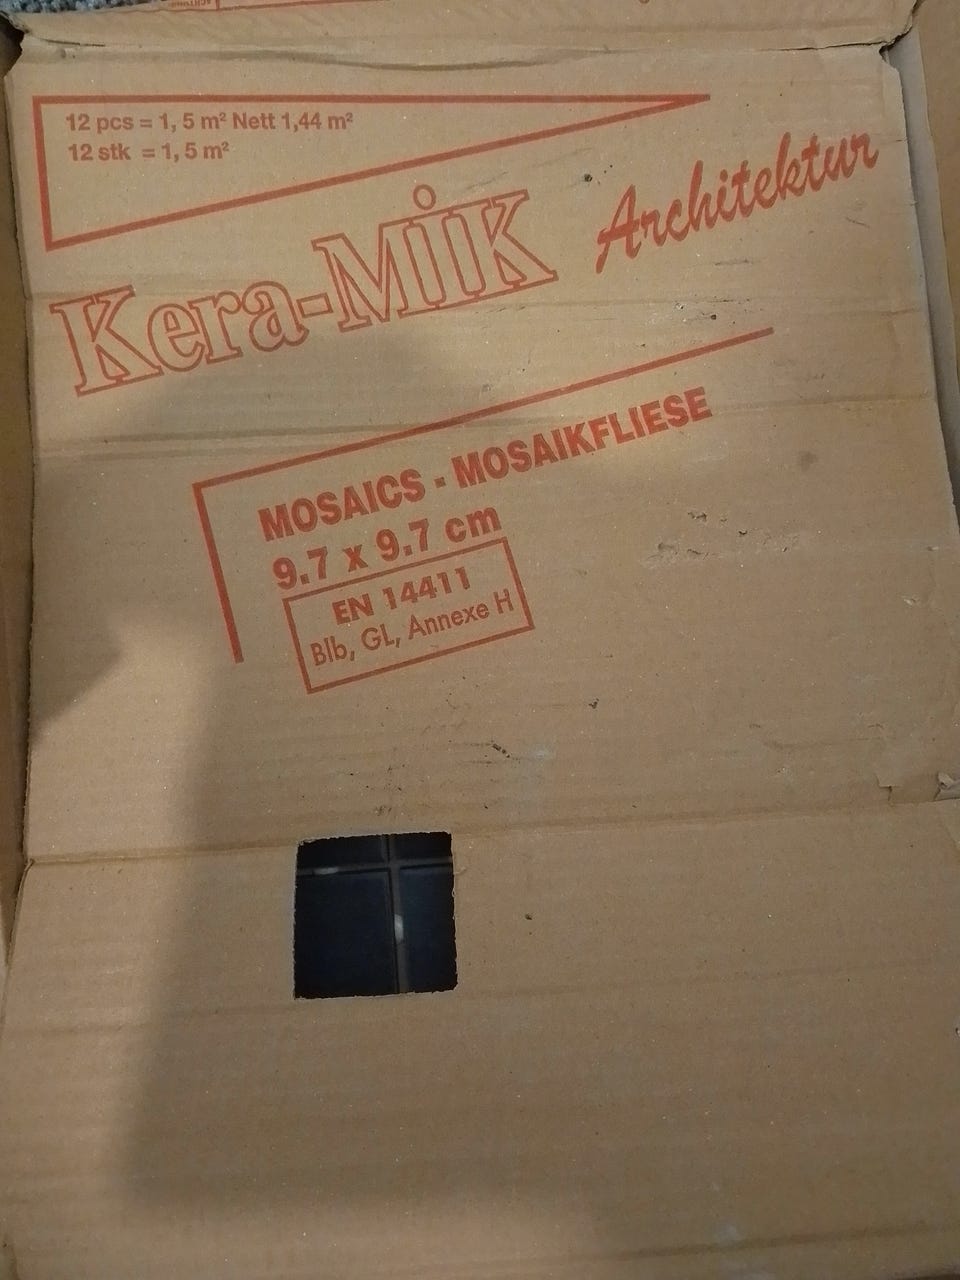 12 pcs = 1, 5 m² Nett 1,44 m²
12 stk = 1, 5 m²
Kera-MİK Architektur
MOSAICS - MOSAIKFLIESE
9.7 x 9.7 cm
EN 14411
BIb, GL, Annexe H